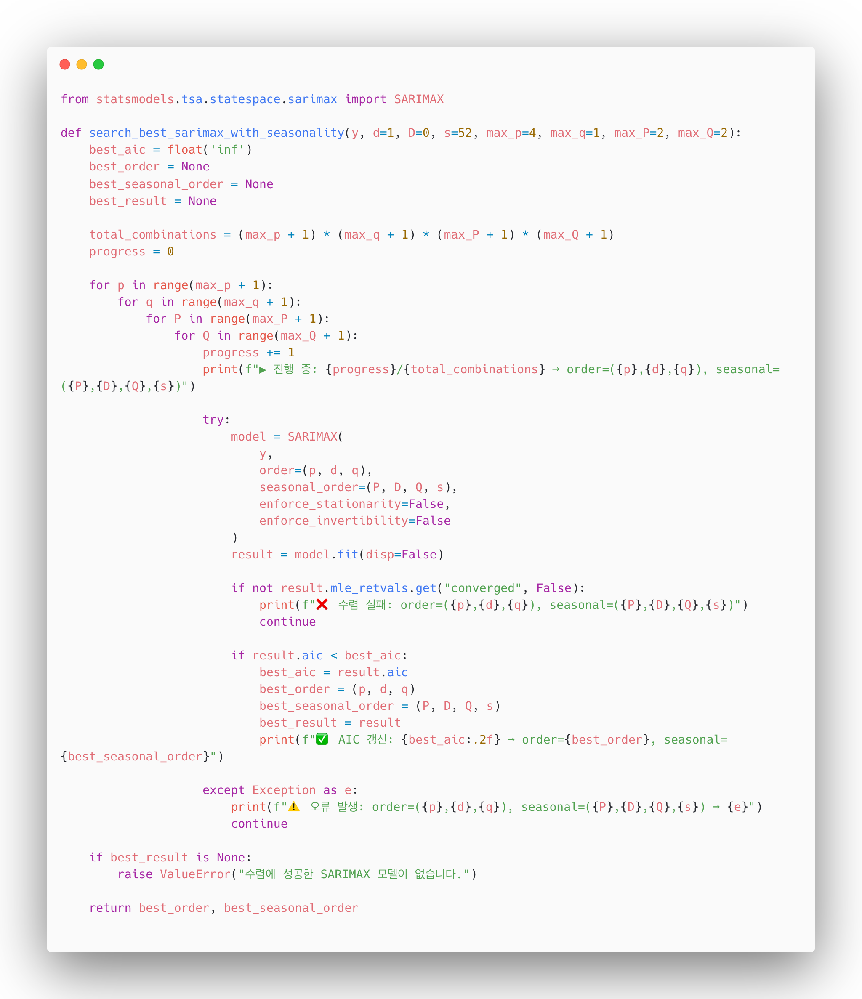 from statsmodels.tsa.statespace.sarimax import SARIMAX

def search_best_sarimax_with_seasonality(y, d=1, D=0, s=52, max_p=4, max_q=1, max_P=2, max_Q=2):
    best_aic = float('inf')
    best_order = None
    best_seasonal_order = None
    best_result = None

    total_combinations = (max_p + 1) * (max_q + 1) * (max_P + 1) * (max_Q + 1)
    progress = 0

    for p in range(max_p + 1):
        for q in range(max_q + 1):
            for P in range(max_P + 1):
                for Q in range(max_Q + 1):
                    progress += 1
                    print(f"▶ 진행 중: {progress}/{total_combinations} → order=({p},{d},{q}), seasonal=
({P},{D},{Q},{s})")

                    try:
                        model = SARIMAX(
                            y,
                            order=(p, d, q),
                            seasonal_order=(P, D, Q, s),
                            enforce_stationarity=False,
                            enforce_invertibility=False
                        )
                        result = model.fit(disp=False)

                        if not result.mle_retvals.get("converged", False):
                            print(f"❌ 수렴 실패: order=({p},{d},{q}), seasonal=({P},{D},{Q},{s})")
                            continue

                        if result.aic < best_aic:
                            best_aic = result.aic
                            best_order = (p, d, q)
                            best_seasonal_order = (P, D, Q, s)
                            best_result = result
                            print(f"✅ AIC 갱신: {best_aic:.2f} → order={best_order}, seasonal=
{best_seasonal_order}")

                    except Exception as e:
                        print(f"⚠️ 오류 발생: order=({p},{d},{q}), seasonal=({P},{D},{Q},{s}) → {e}")
                        continue

    if best_result is None:
        raise ValueError("수렴에 성공한 SARIMAX 모델이 없습니다.")

    return best_order, best_seasonal_order